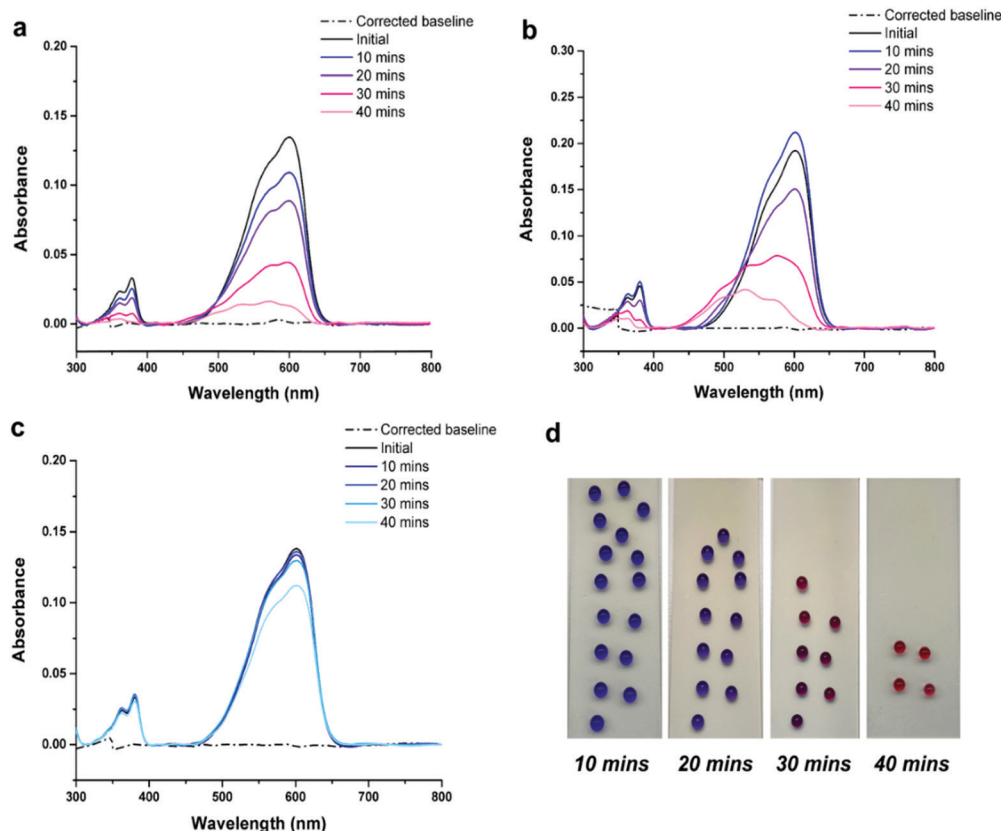 a
Corrected baseline
Initial
10 mins
20 mins
30 mins
40 mins
0.20
0.15
0.10
0.05
0.00
Absorbance
300 400 500 600 700 800
Wavelength (nm)
b
Corrected baseline
Initial
10 mins
20 mins
30 mins
40 mins
0.30
0.25
0.20
0.15
0.10
0.05
0.00
Absorbance
300 400 500 600 700 800
Wavelength (nm)
c
Corrected baseline
Initial
10 mins
20 mins
30 mins
40 mins
0.20
0.15
0.10
0.05
0.00
Absorbance
300 400 500 600 700 800
Wavelength (nm)
d
10 mins 20 mins 30 mins 40 mins